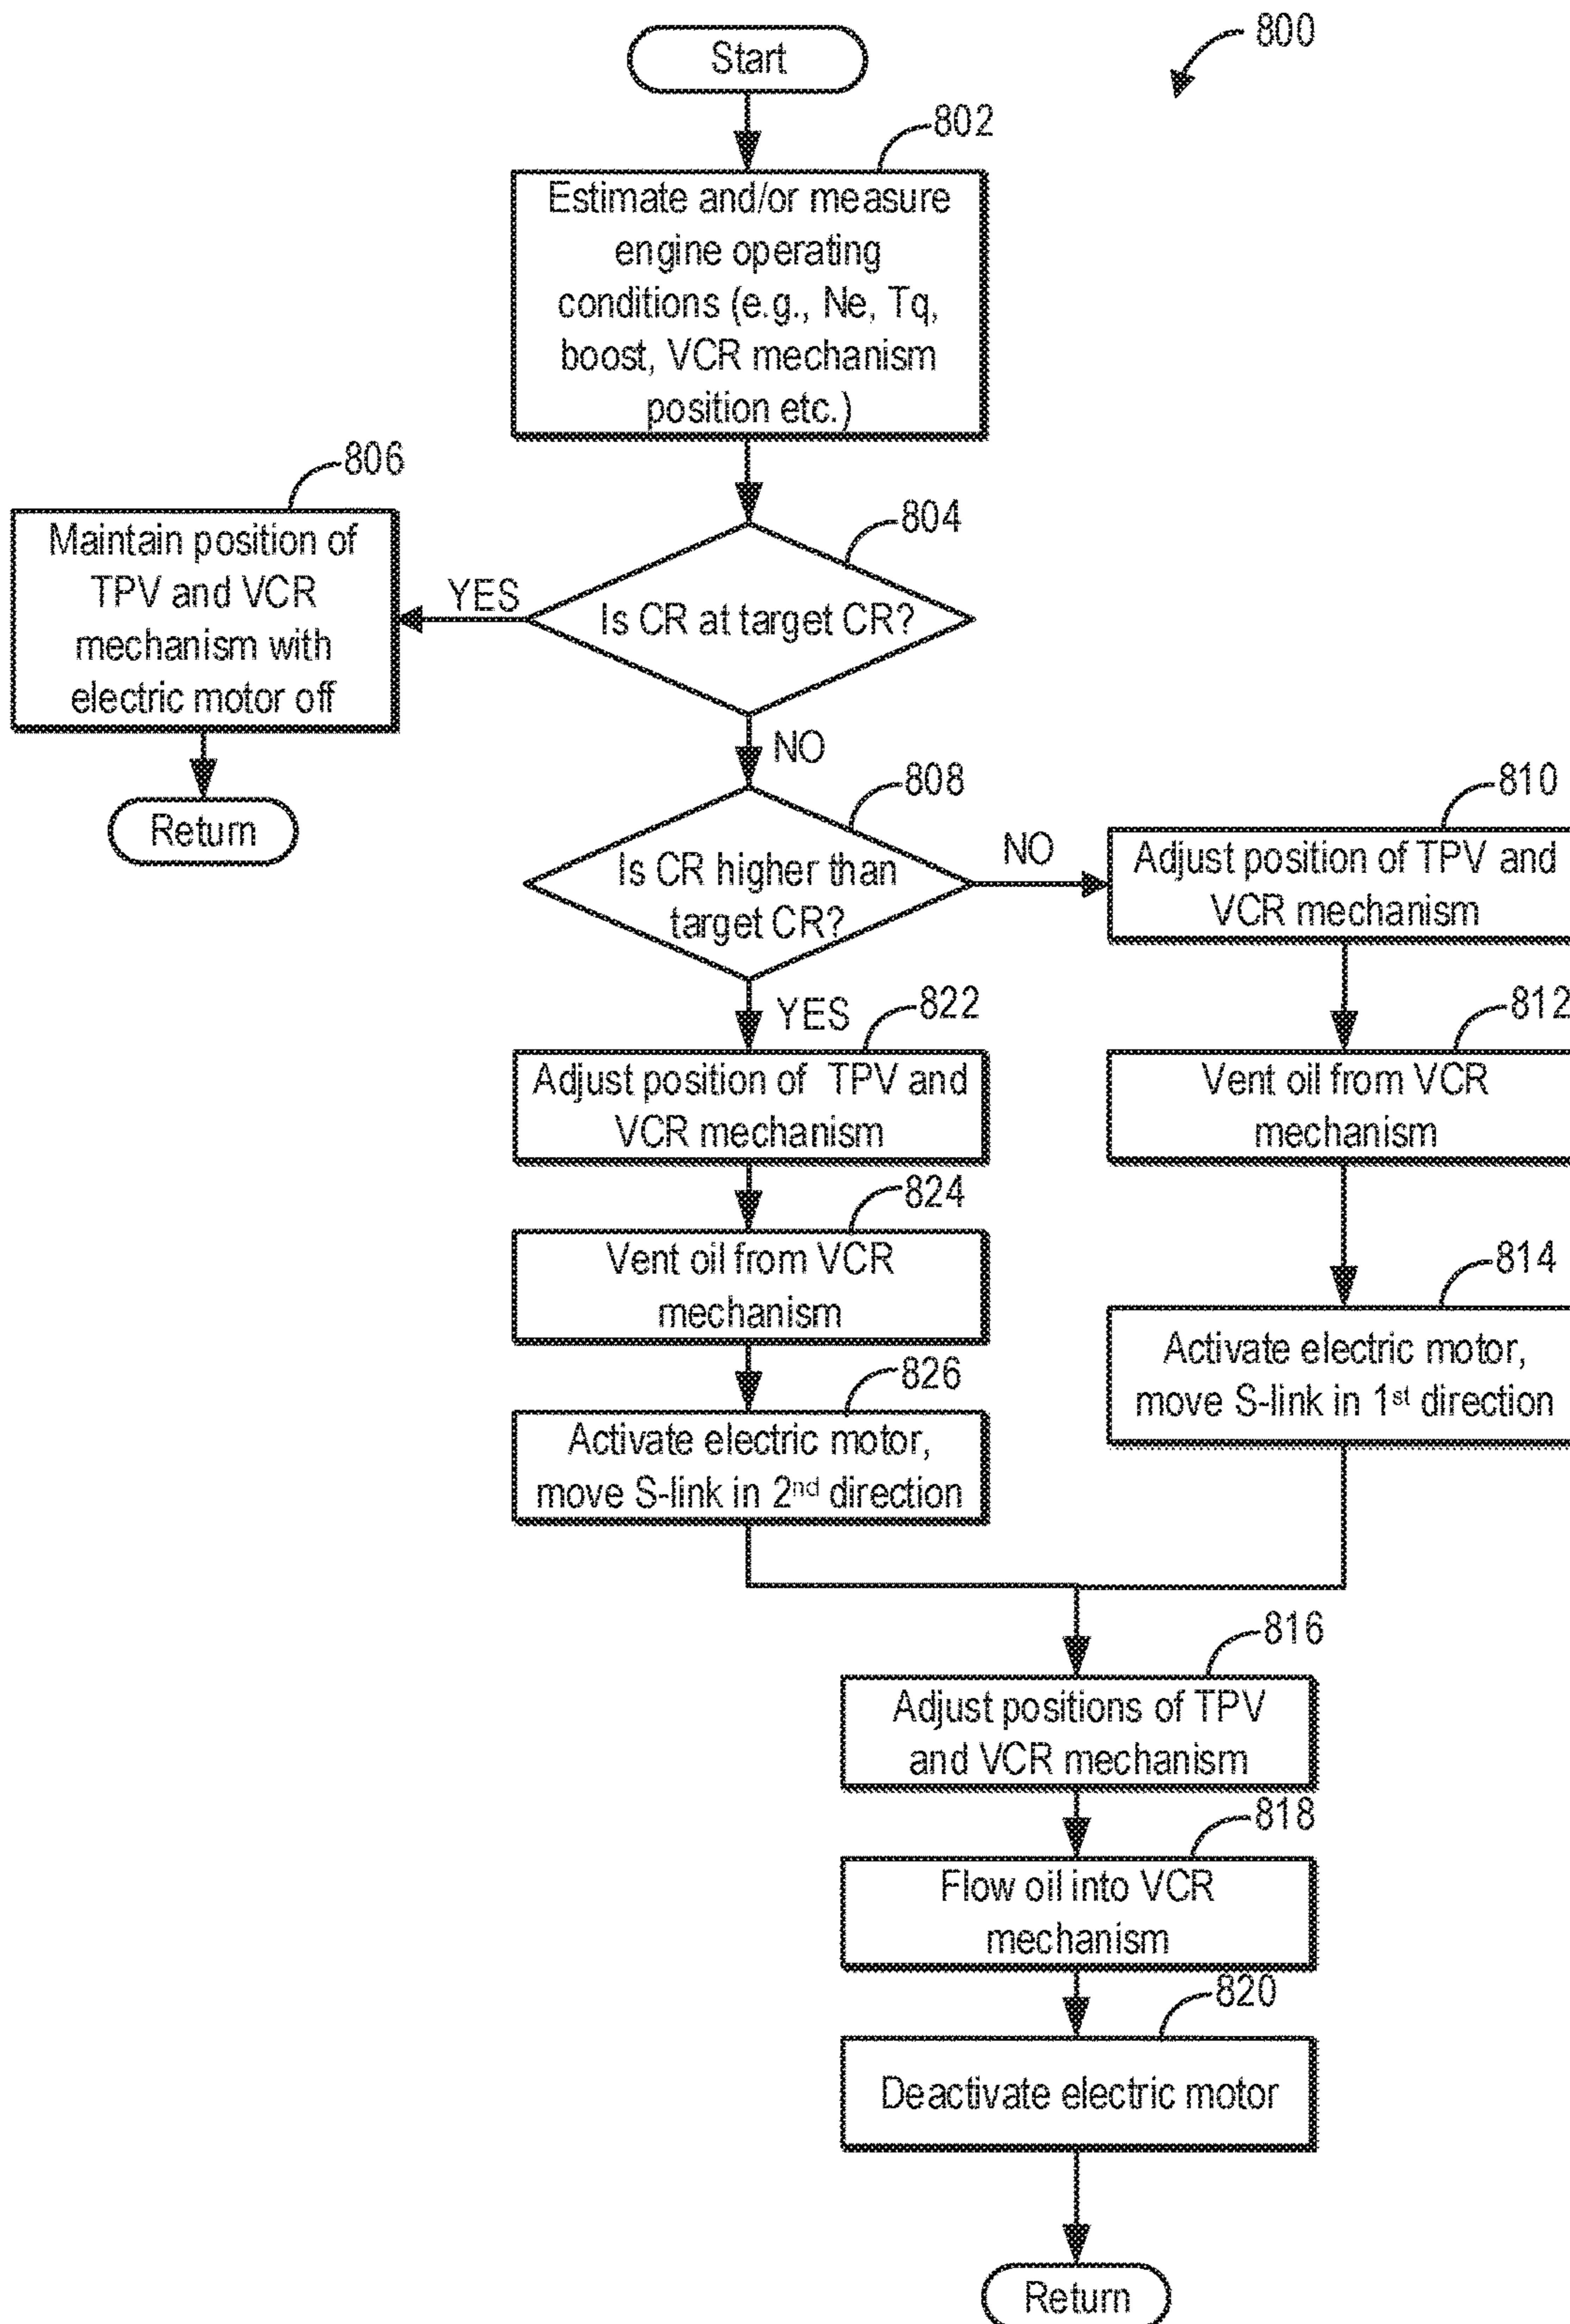 800
Start
802
Estimate and/or measure
engine operating
conditions (e.g., Ne, Tq,
boost, VCR mechanism
position etc.)
804
Is CR at target CR?
YES
806
Maintain position of
TPV and VCR
mechanism with
electric motor off
Return
NO
808
Is CR higher than
target CR?
NO
810
Adjust position of TPV and
VCR mechanism
812
Vent oil from VCR
mechanism
814
Activate electric motor,
move S-link in 1st direction
YES
822
Adjust position of TPV and
VCR mechanism
824
Vent oil from VCR
mechanism
826
Activate electric motor,
move S-link in 2nd direction
816
Adjust positions of TPV
and VCR mechanism
818
Flow oil into VCR
mechanism
820
Deactivate electric motor
Return